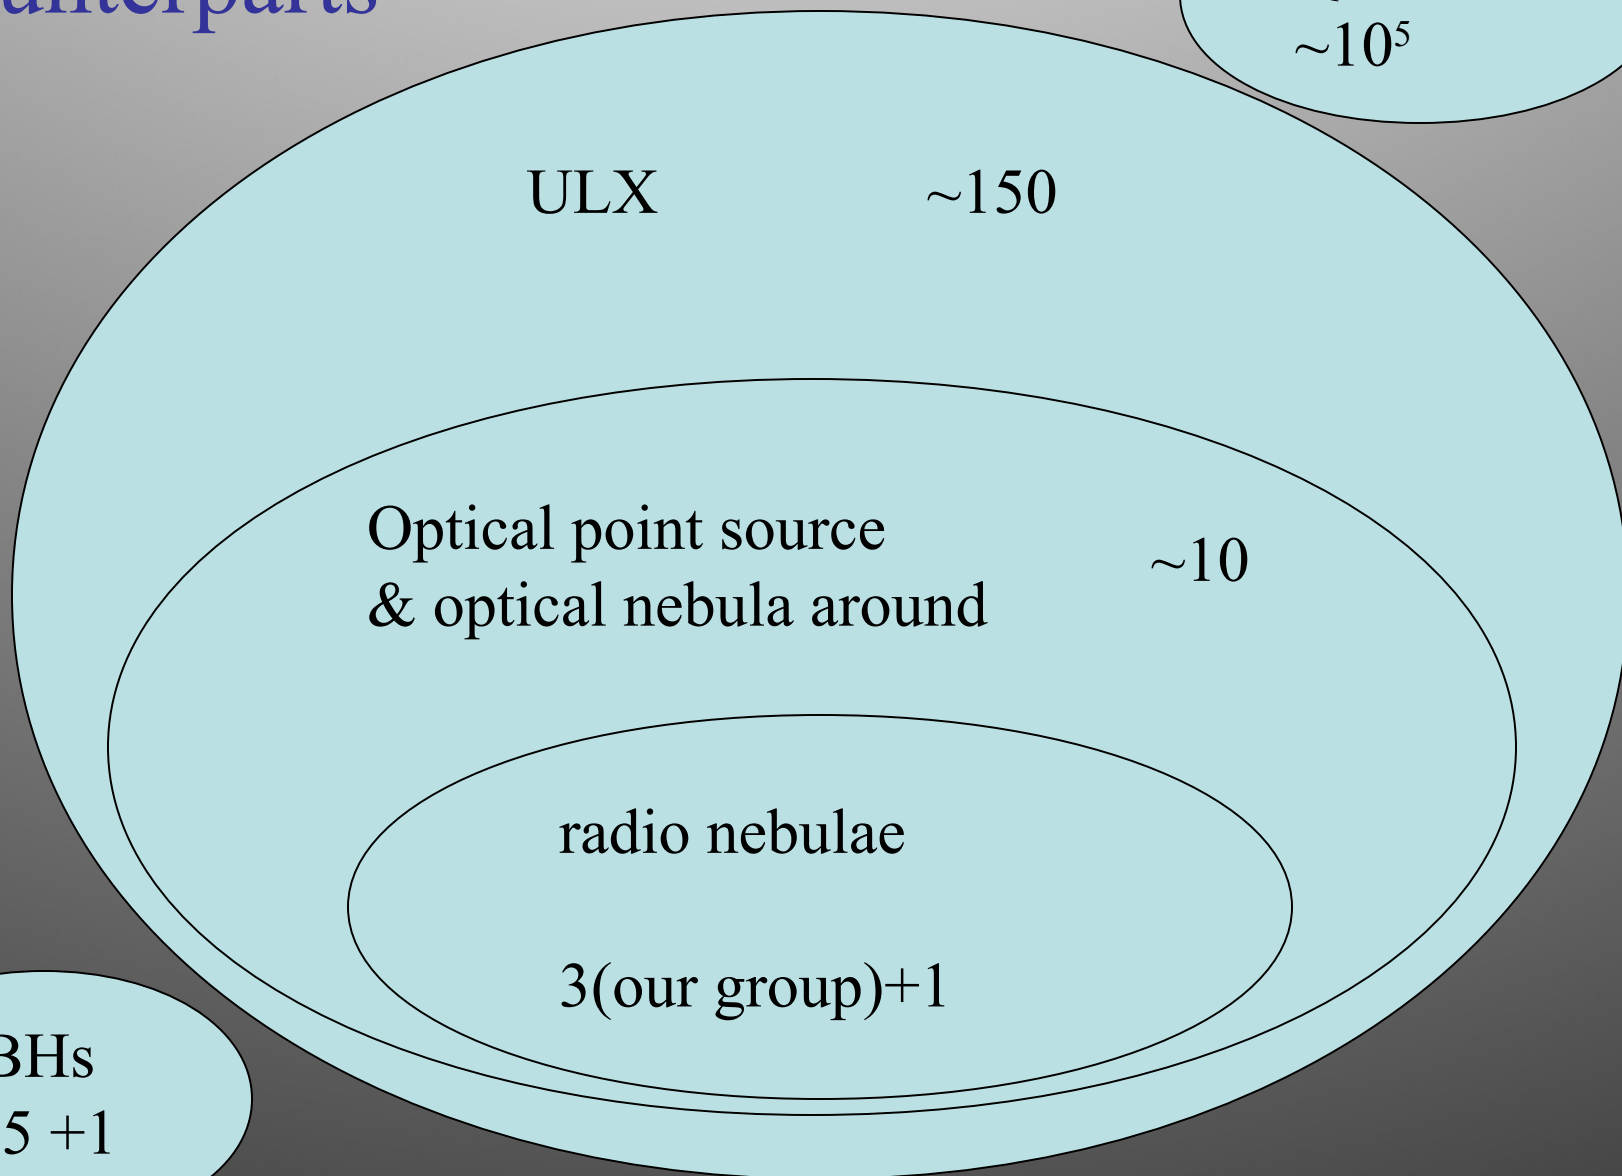 ~10⁵
ULX ~150
Optical point source
& optical nebula around
~10
radio nebulae
3(our group)+1
5 +1